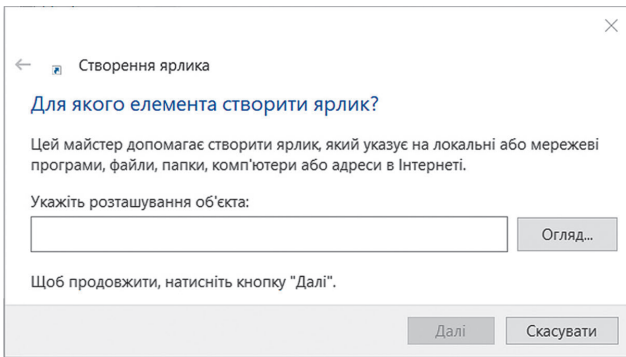 Створення ярлика
Для якого елемента створити ярлик?
Цей майстер допомагає створити ярлик, який указує на локальні або мережеві
програми, файли, папки, комп'ютери або адреси в Інтернеті.
Укажіть розташування об'єкта:
Огляд...
Щоб продовжити, натисніть кнопку "Далі".
Далі
Скасувати